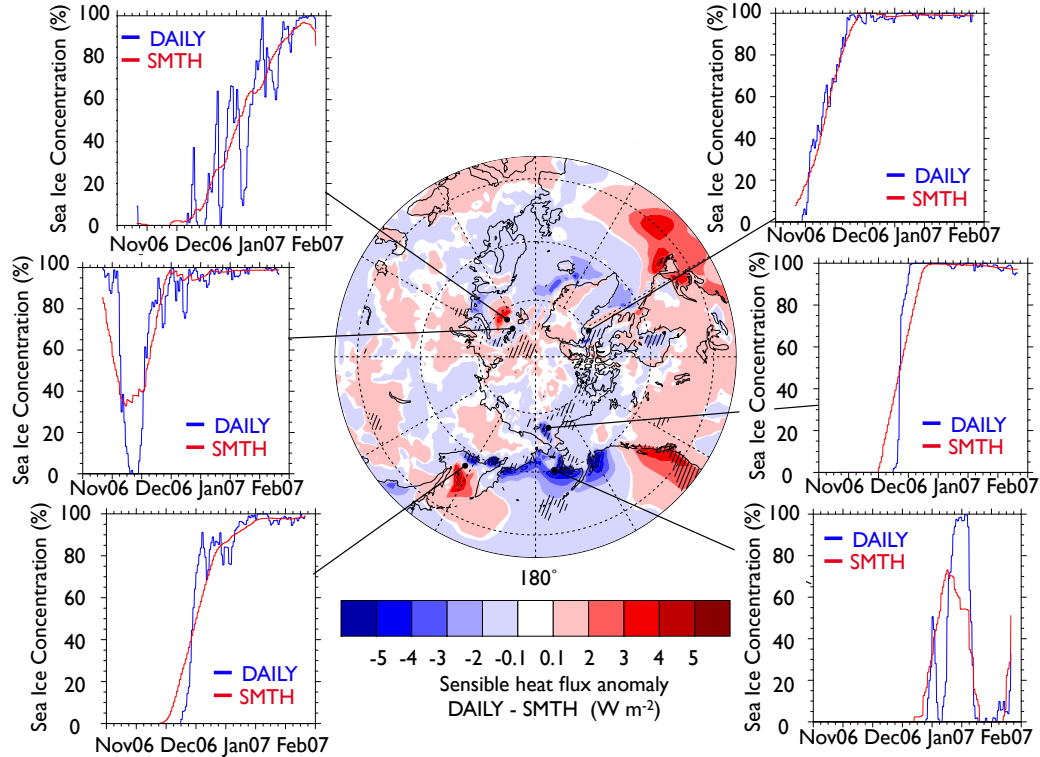 Sea Ice Concentration (%)
100
80
60
40
20
0
DAILY
SMTH
Nov06 Dec06 Jan07 Feb07
Sea Ice Concentration (%)
100
80
60
40
20
0
DAILY
SMTH
Nov06 Dec06 Jan07 Feb07
Sea Ice Concentration (%)
100
80
60
40
20
0
DAILY
SMTH
Nov06 Dec06 Jan07 Feb07
Sea Ice Concentration (%)
100
80
60
40
20
0
DAILY
SMTH
Nov06 Dec06 Jan07 Feb07
Sea Ice Concentration (%)
100
80
60
40
20
0
DAILY
SMTH
Nov06 Dec06 Jan07 Feb07
Sea Ice Concentration (%)
100
80
60
40
20
0
DAILY
SMTH
Nov06 Dec06 Jan07 Feb07
180°
-5 -4 -3 -2 -0.1 0.1 2 3 4 5
Sensible heat flux anomaly
DAILY - SMTH (W m-2)